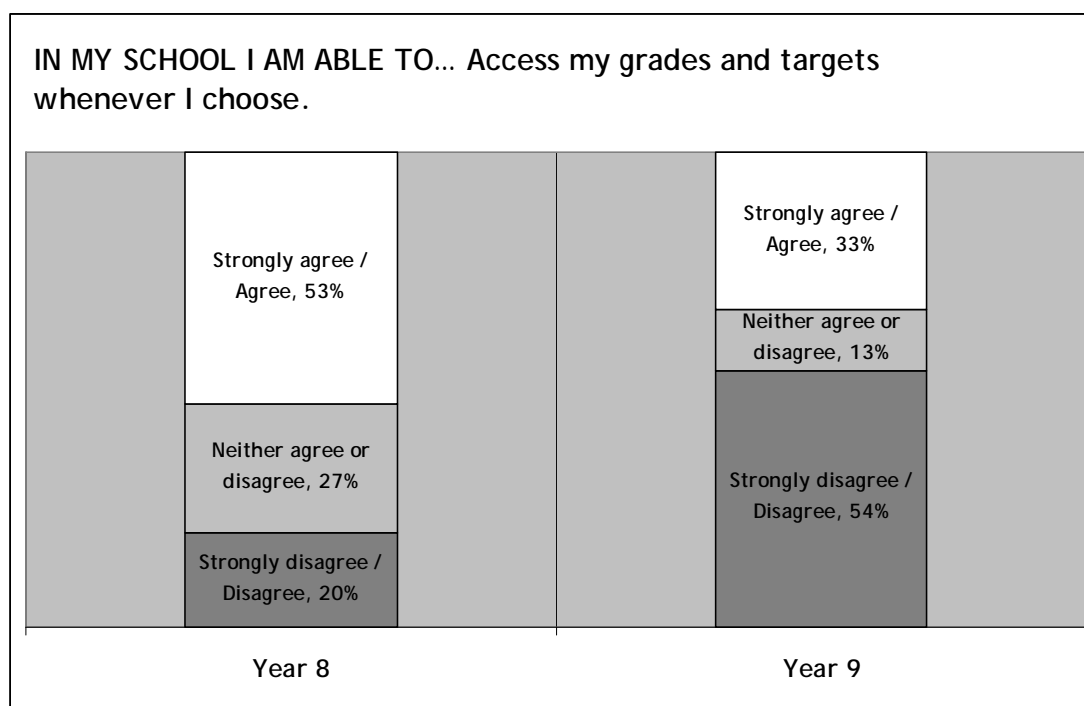 IN MY SCHOOL I AM ABLE TO... Access my grades and targets
whenever I choose.
Strongly agree /
Agree, 53%
Neither agree or
disagree, 27%
Strongly disagree /
Disagree, 20%
Strongly agree /
Agree, 33%
Neither agree or
disagree, 13%
Strongly disagree /
Disagree, 54%
Year 8
Year 9